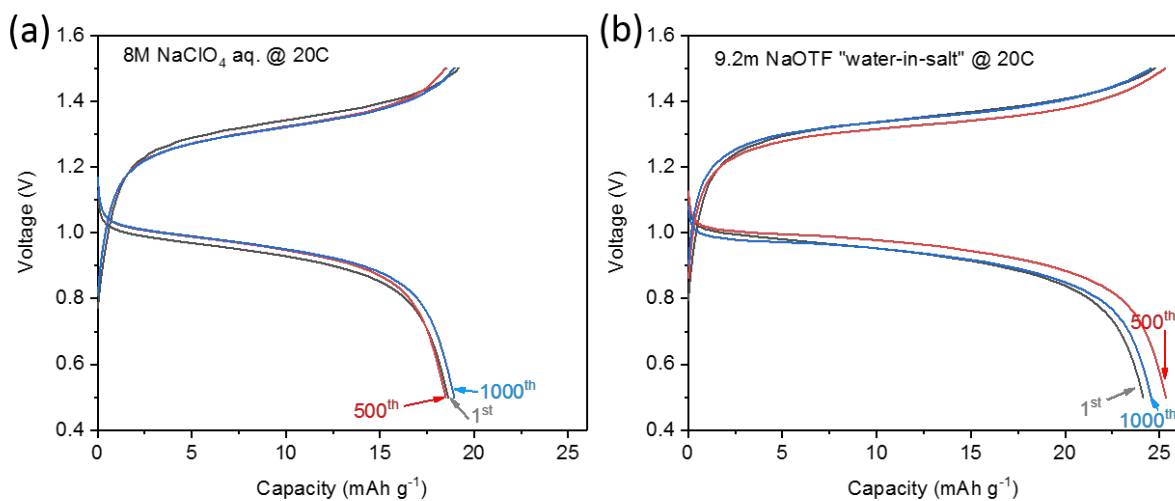 (a)
8M NaClO4 aq. @ 20C
Voltage (V)
1.6
1.4
1.2
1.0
0.8
0.6
0.4
500th
1st
1000th
0 5 10 15 20 25
Capacity (mAh g-1)
(b)
9.2m NaOTF "water-in-salt" @ 20C
Voltage (V)
1.6
1.4
1.2
1.0
0.8
0.6
0.4
500th
1st
1000th
0 5 10 15 20 25
Capacity (mAh g-1)